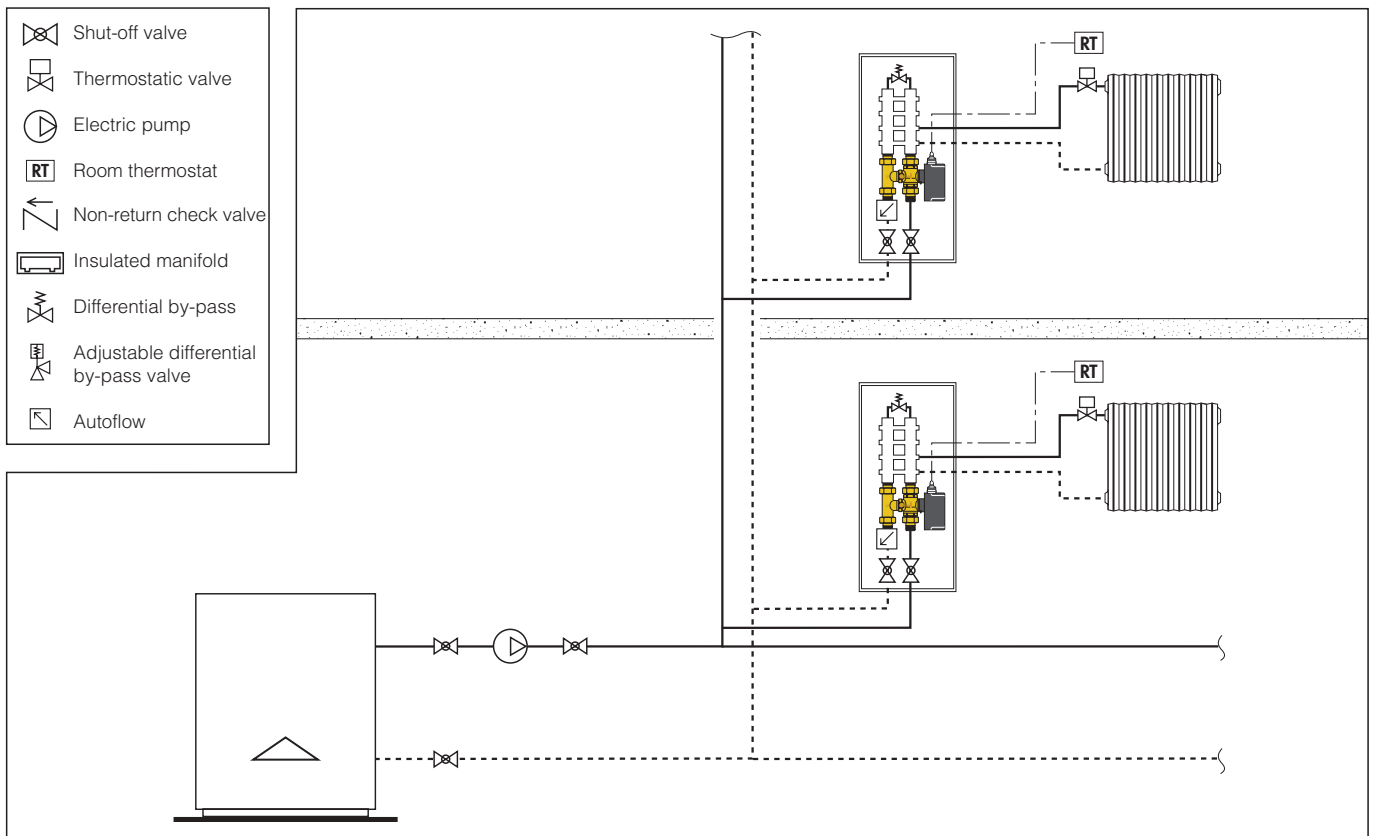 Shut-off valve
Thermostatic valve
Electric pump
RT Room thermostat
Non-return check valve
Insulated manifold
Differential by-pass
Adjustable differential
by-pass valve
Autoflow
RT
RT